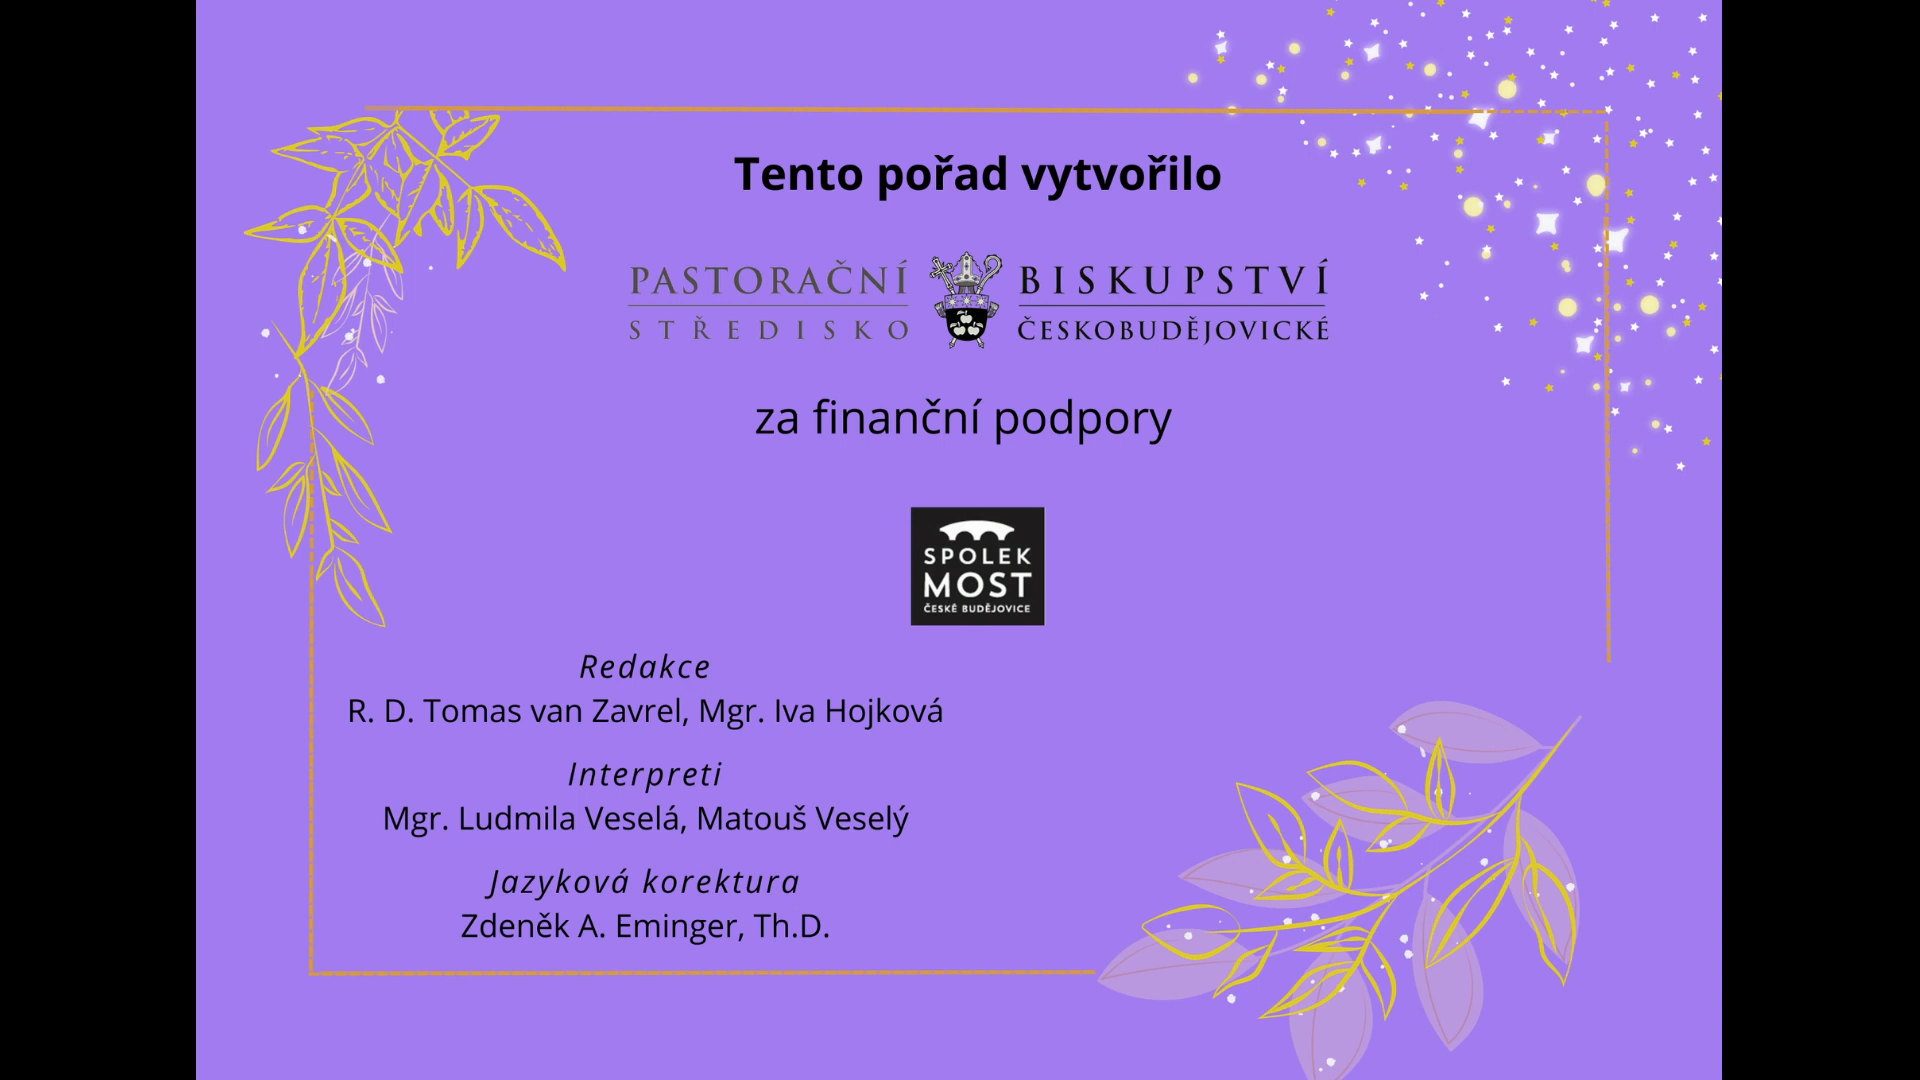 Tento pořad vytvořilo
PASTORAČNÍ BISKUPSTVÍ
STŘEDISKO ČESKOBUDĚJOVICKÉ
za finanční podpory
SPOLEK
MOST
ČESKÉ BUDĚJOVICE
Redakce
R. D. Tomas van Zavrel, Mgr. Iva Hojková
Interpreti
Mgr. Ludmila Veselá, Matouš Veselý
Jazyková korektura
Zdeněk A. Eminger, Th.D.